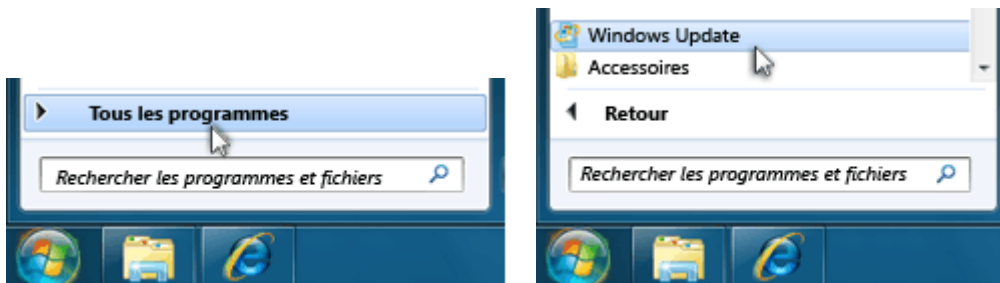 Tous les programmes
Rechercher les programmes et fichiers
Windows Update
Accessoires
Retour
Rechercher les programmes et fichiers